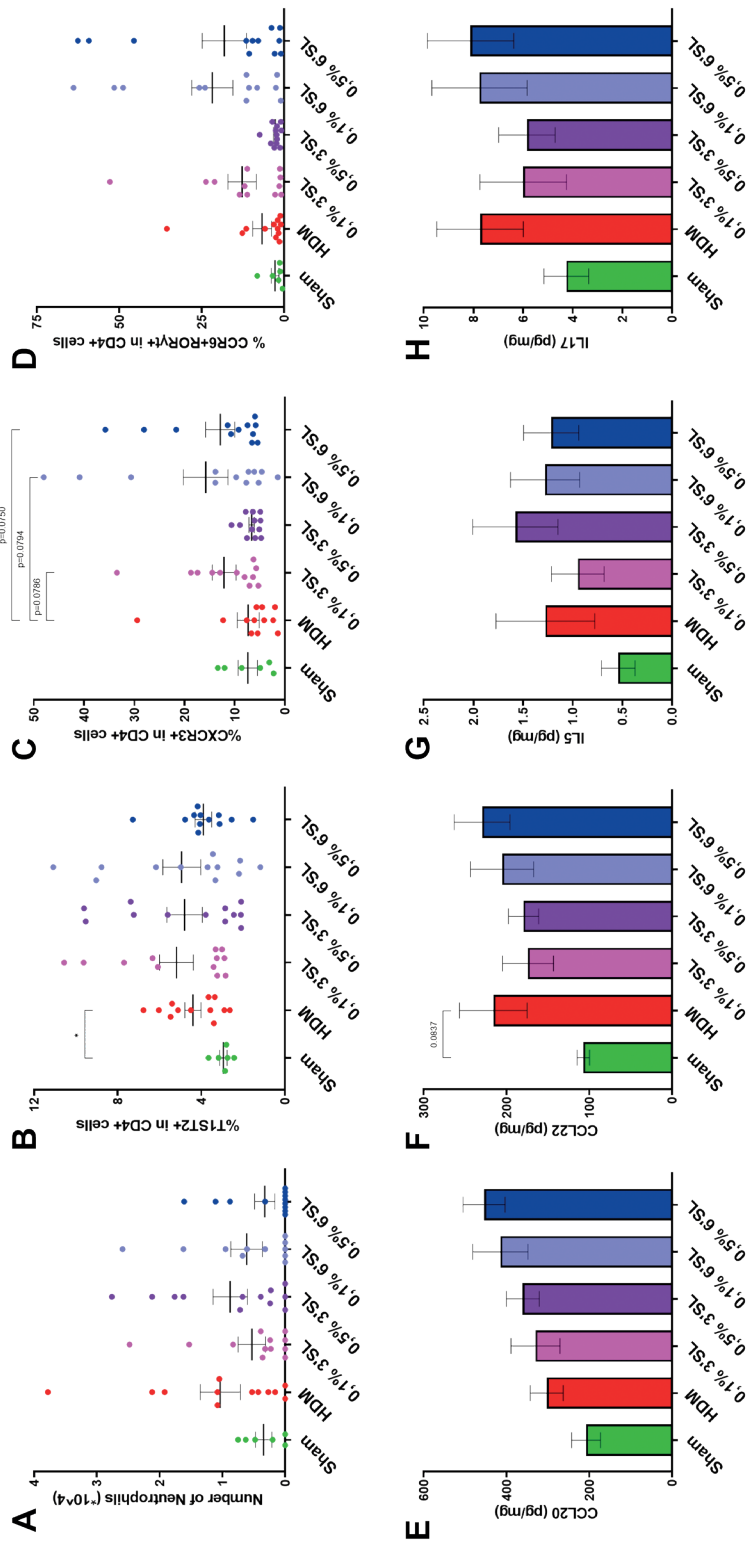 A
Number of Neutrophils (*10^4)
4
3
2
1
0
Sham
HDM
0,1% 3'SL
0,5% 3'SL
0,1% 6'SL
0,5% 6'SL
B
%T1ST2+ in CD4+ cells
12
8
4
0
*
Sham
HDM
0,1% 3'SL
0,5% 3'SL
0,1% 6'SL
0,5% 6'SL
C
%CXCR3+ in CD4+ cells
50
40
30
20
10
0
p=0.0750
p=0.0794
p=0.0786
Sham
HDM
0,1% 3'SL
0,5% 3'SL
0,1% 6'SL
0,5% 6'SL
D
% CCR6+RORγt+ in CD4+ cells
75
50
25
0
Sham
HDM
0,1% 3'SL
0,5% 3'SL
0,1% 6'SL
0,5% 6'SL
E
CCL20 (pg/mg)
600
400
200
0
Sham
HDM
0,1% 3'SL
0,5% 3'SL
0,1% 6'SL
0,5% 6'SL
F
CCL22 (pg/mg)
300
200
100
0
0.0837
Sham
HDM
0,1% 3'SL
0,5% 3'SL
0,1% 6'SL
0,5% 6'SL
G
IL5 (pg/mg)
2.5
2.0
1.5
1.0
0.5
0.0
Sham
HDM
0,1% 3'SL
0,5% 3'SL
0,1% 6'SL
0,5% 6'SL
H
IL17 (pg/mg)
10
8
6
4
2
0
Sham
HDM
0,1% 3'SL
0,5% 3'SL
0,1% 6'SL
0,5% 6'SL